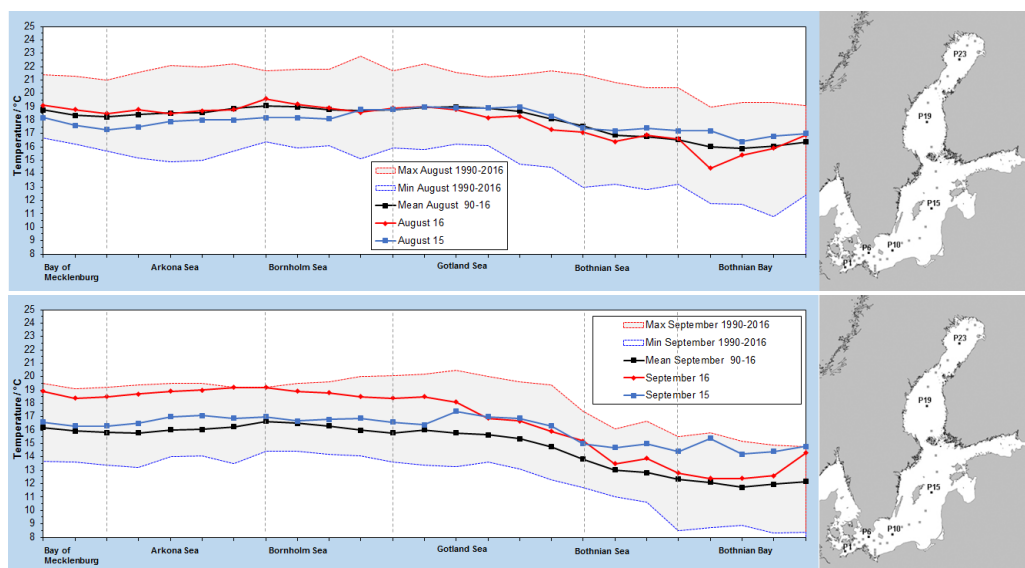 25
24
23
22
21
20
19
18
17
16
15
14
13
12
11
10
9
8
Temperature / °C
Max August 1990-2016
Min August 1990-2016
Mean August 90-16
August 16
August 15
Bay of
Mecklenburg
Arkona Sea
Bornholm Sea
Gotland Sea
Bothnian Sea
Bothnian Bay
P23
P19
P15
P10
P6
P1
25
24
23
22
21
20
19
18
17
16
15
14
13
12
11
10
9
8
Temperature / °C
Max September 1990-2016
Min September 1990-2016
Mean September 90-16
September 16
September 15
Bay of
Mecklenburg
Arkona Sea
Bornholm Sea
Gotland Sea
Bothnian Sea
Bothnian Bay
P23
P19
P15
P10
P6
P1